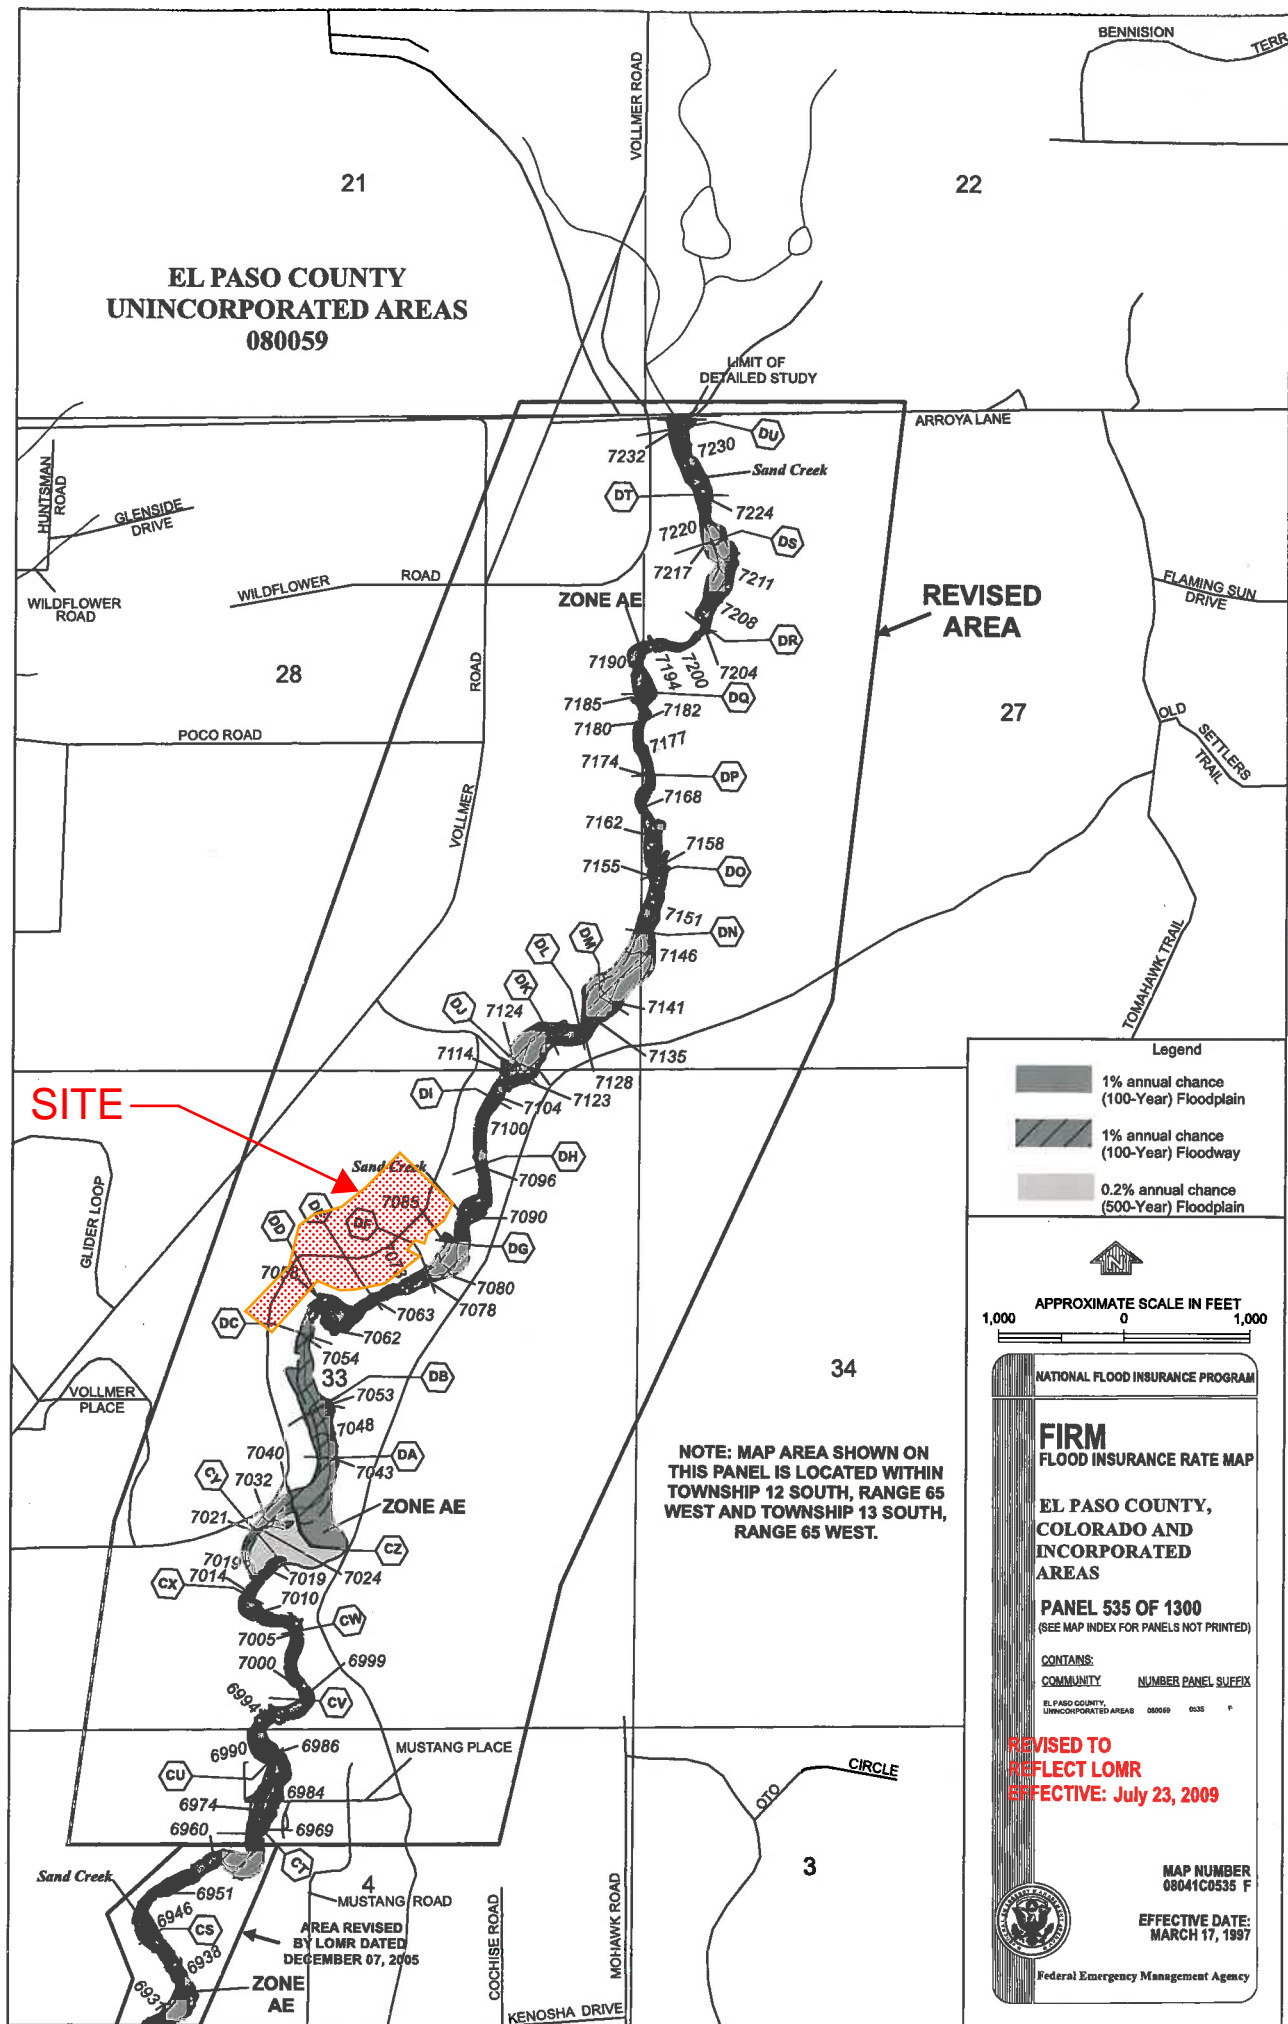 BENNISION
TERR
VOLLMER ROAD
21
22
EL PASO COUNTY
UNINCORPORATED AREAS
080059
LIMIT OF
DETAILED STUDY
ARROYA LANE
DU
7232
7230
Sand Creek
HUNTSMAN
ROAD
GLENSIDE
DRIVE
DT
7224
7220
DS
7217
7211
WILDFLOWER
ROAD
WILDFLOWER
ROAD
ZONE AE
REVISED
AREA
FLAMING SUN
DRIVE
7208
DR
7204
7190
7194
7200
28
ROAD
7185
DQ
7182
7180
27
OLD
SETTLERS
TRAIL
POCO ROAD
7177
7174
DP
7168
VOLLMER
7162
7158
7155
DO
7151
DN
DM
DL
7146
TOMAHAWK TRAIL
DK
7141
DJ
7124
7135
7114
7128
7123
DI
7104
7100
Legend
1% annual chance
(100-Year) Floodplain
1% annual chance
(100-Year) Floodway
0.2% annual chance
(500-Year) Floodplain
SITE
Sand Creek
DH
7096
7085
GLIDER LOOP
DD
DF
7090
DG
7080
7078
7063
7062
DC
7054
33
34
DB
7053
7048
VOLLMER
PLACE
7040
DA
7043
CY
7032
ZONE AE
7021
CZ
7019
7019
7024
CX
7014
7010
CW
7005
7000
6999
6994
CV
6990
6986
MUSTANG PLACE
CU
6984
6974
6960
6969
CT
NOTE: MAP AREA SHOWN ON
THIS PANEL IS LOCATED WITHIN
TOWNSHIP 12 SOUTH, RANGE 65
WEST AND TOWNSHIP 13 SOUTH,
RANGE 65 WEST.
OTO
CIRCLE
3
Sand Creek
4
MUSTANG ROAD
6951
6946
CS
6938
6931
AREA REVISED
BY LOMR DATED
DECEMBER 07, 2005
ZONE
AE
COCHISE ROAD
MOHAWK ROAD
KENOSHA DRIVE
N
APPROXIMATE SCALE IN FEET
1,000 0 1,000
NATIONAL FLOOD INSURANCE PROGRAM
FIRM
FLOOD INSURANCE RATE MAP
EL PASO COUNTY,
COLORADO AND
INCORPORATED
AREAS
PANEL 535 OF 1300
(SEE MAP INDEX FOR PANELS NOT PRINTED)
CONTAINS:
COMMUNITY NUMBER PANEL SUFFIX
EL PASO COUNTY,
UNINCORPORATED AREAS 080059 0535 F
REVISED TO
REFLECT LOMR
EFFECTIVE: July 23, 2009
MAP NUMBER
08041C0535 F
EFFECTIVE DATE:
MARCH 17, 1997
Federal Emergency Management Agency